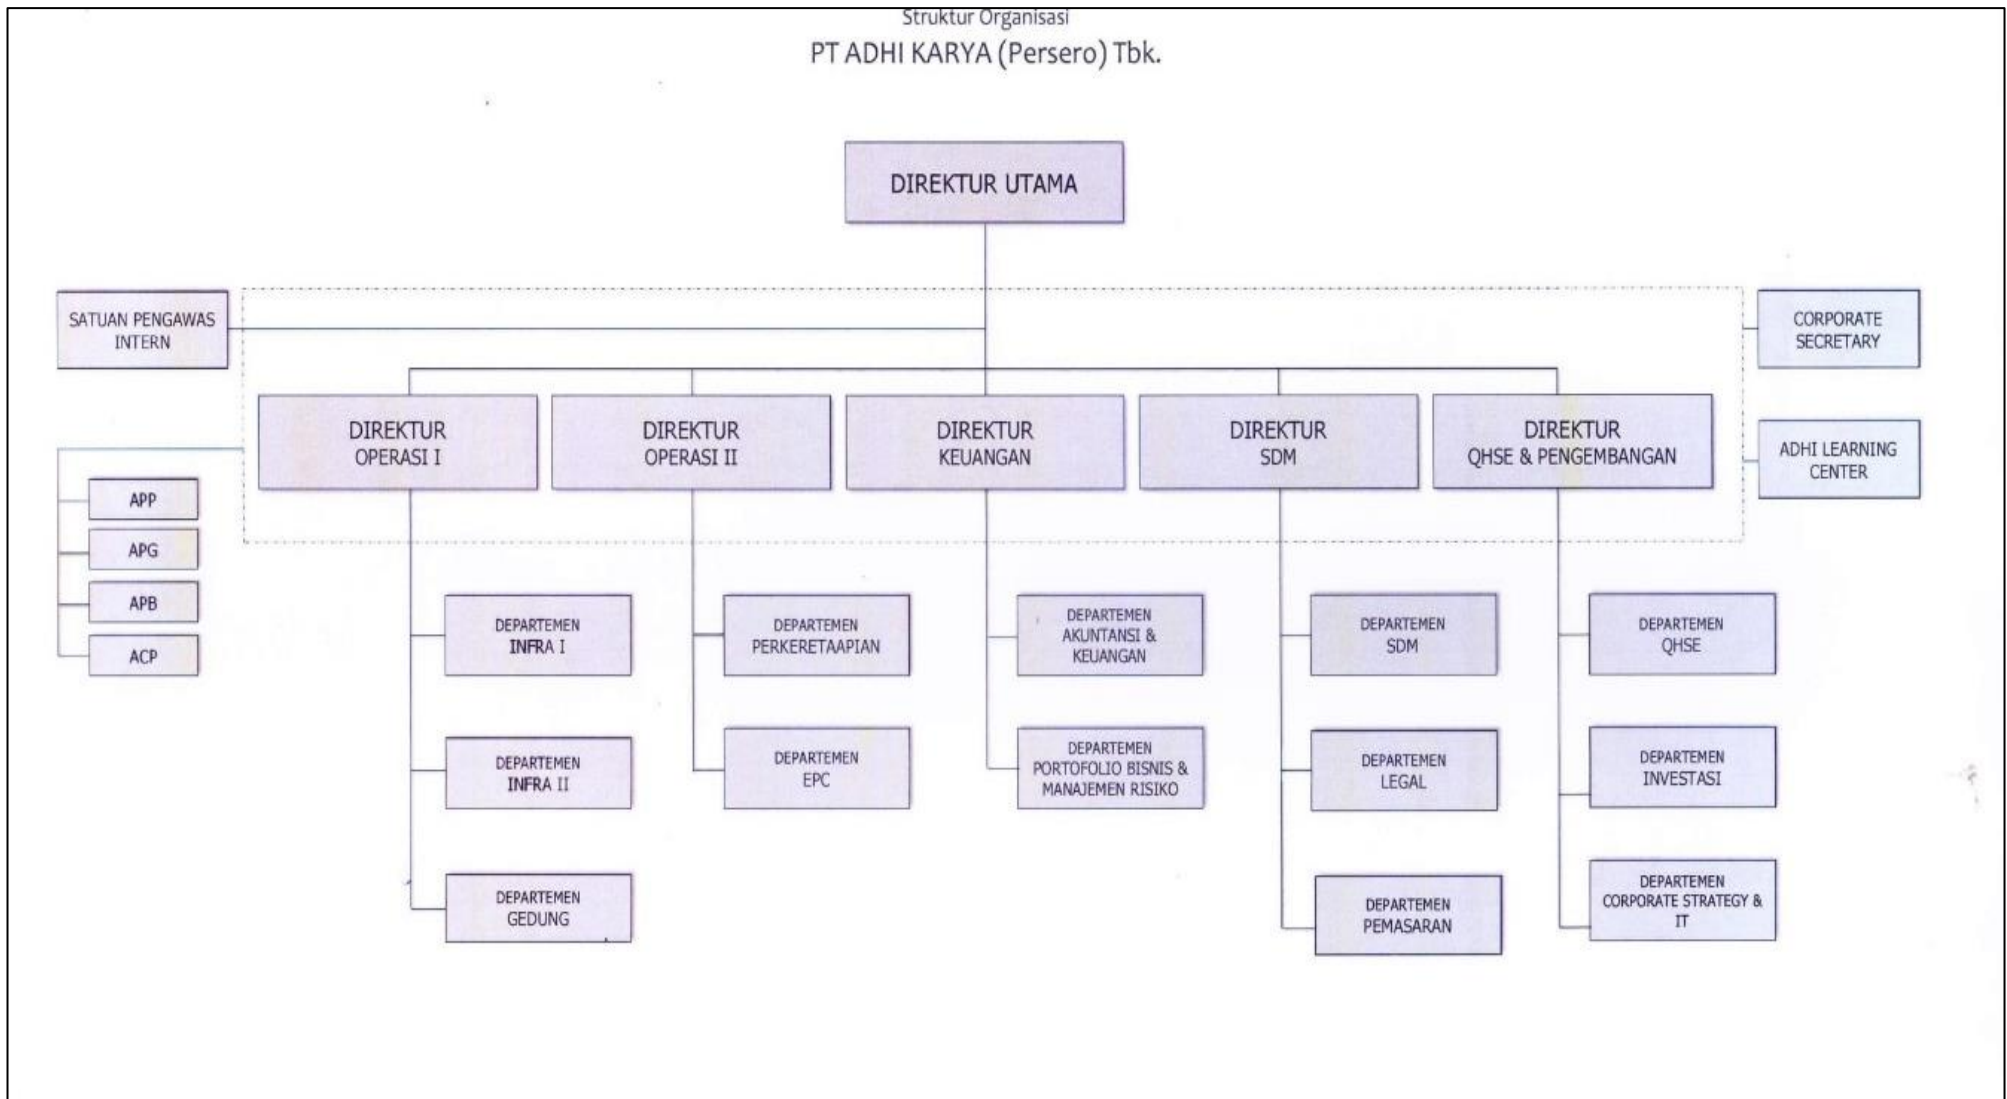 Struktur Organisasi
PT ADHI KARYA (Persero) Tbk.
DIREKTUR UTAMA
SATUAN PENGAWAS
INTERN
CORPORATE
SECRETARY
DIREKTUR
OPERASI I
DIREKTUR
OPERASI II
DIREKTUR
KEUANGAN
DIREKTUR
SDM
DIREKTUR
QHSE & PENGEMBANGAN
ADHI LEARNING
CENTER
APP
APG
APB
ACP
DEPARTEMEN
INFRA I
DEPARTEMEN
PERKERETAAPIAN
DEPARTEMEN
AKUNTANSI &
KEUANGAN
DEPARTEMEN
SDM
DEPARTEMEN
QHSE
DEPARTEMEN
INFRA II
DEPARTEMEN
EPC
DEPARTEMEN
PORTOFOLIO BISNIS &
MANAJEMEN RISIKO
DEPARTEMEN
LEGAL
DEPARTEMEN
INVESTASI
DEPARTEMEN
GEDUNG
DEPARTEMEN
PEMASARAN
DEPARTEMEN
CORPORATE STRATEGY &
IT